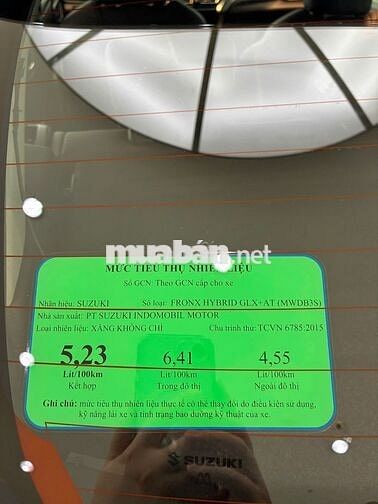 muaban.net
MỨC TIÊU THỤ NHIÊN LIỆU
Số GCN: Theo GCN cấp cho xe
Nhãn hiệu: SUZUKI Số loại: FRONX HYBRID GLX+AT (MWDB3S)
Nhà sản xuất: PT SUZUKI INDOMOBIL MOTOR
Loại nhiên liệu: XĂNG KHÔNG CHÌ Chu trình thử: TCVN 6785:2015
5,23 6,41 4,55
Lít/100km Lít/100km Lít/100km
Kết hợp Trong đô thị Ngoài đô thị
Ghi chú: mức tiêu thụ nhiên liệu thực tế có thể thay đổi do điều kiện sử dụng,
kỹ năng lái xe và tình trạng bảo dưỡng kỹ thuật của xe.
SUZUKI